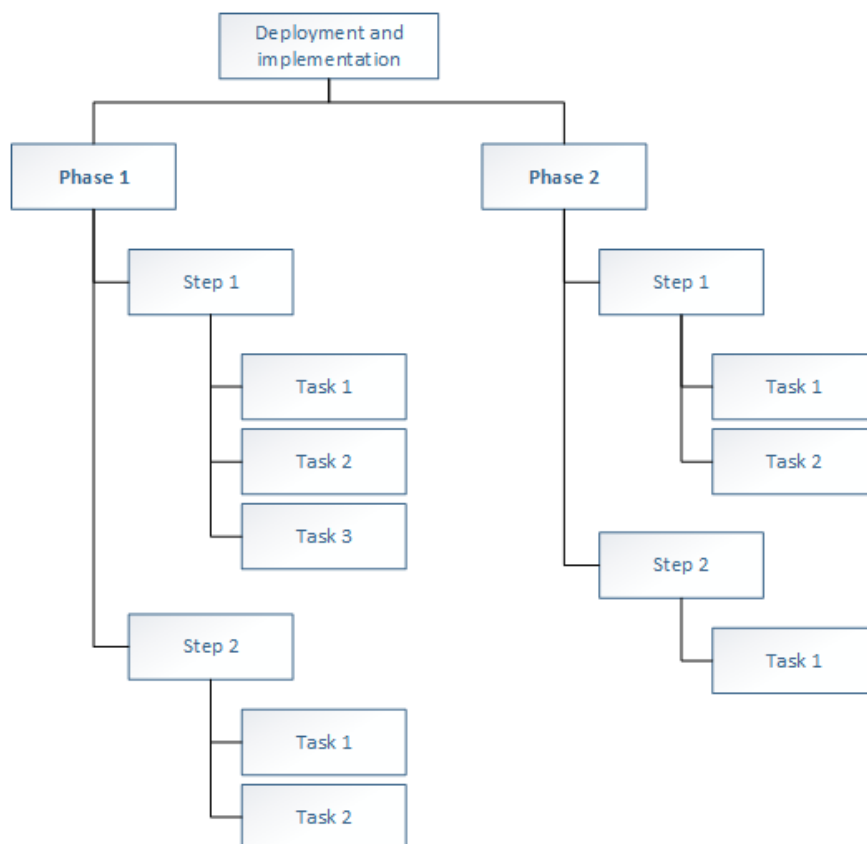 Deployment and
implementation
Phase 1
Phase 2
Step 1
Step 1
Task 1
Task 1
Task 2
Task 2
Task 3
Step 2
Step 2
Task 1
Task 1
Task 2